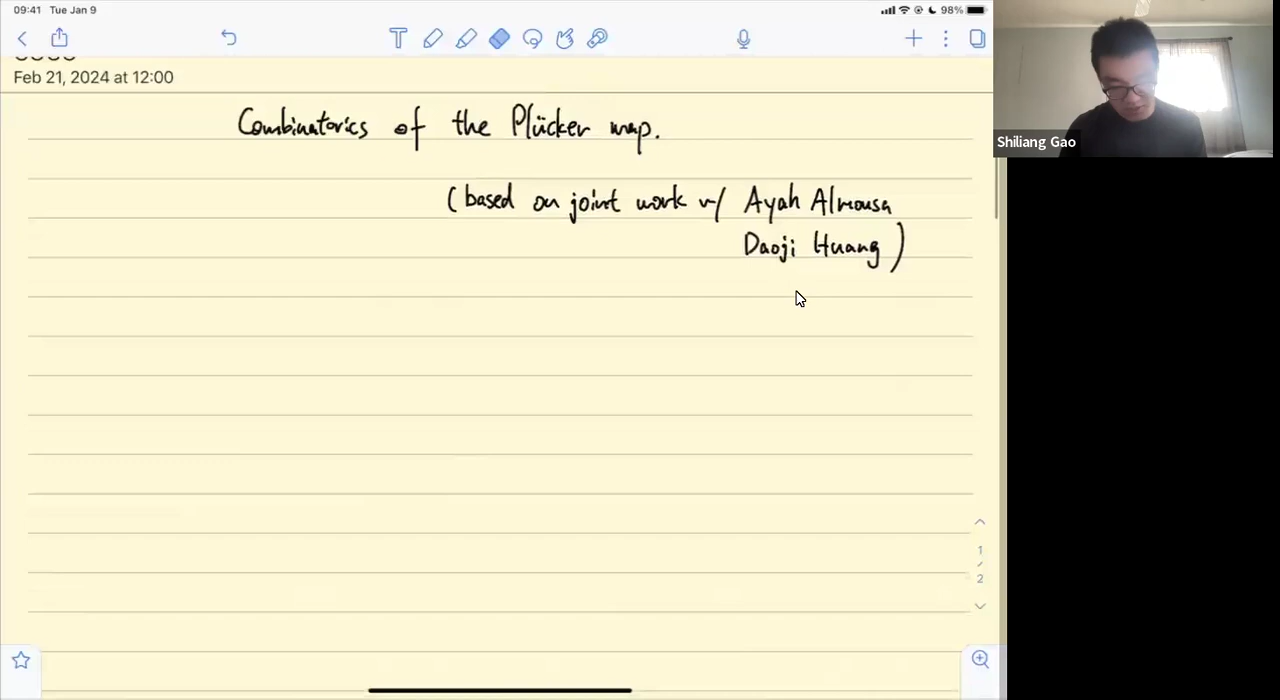 09:41 Tue Jan 9
98%
Feb 21, 2024 at 12:00
Combinatorics of the Plücker map.
(based on joint work w/ Ayah Almousa
Daoji Huang)
Shiliang Gao
T
1
/
2